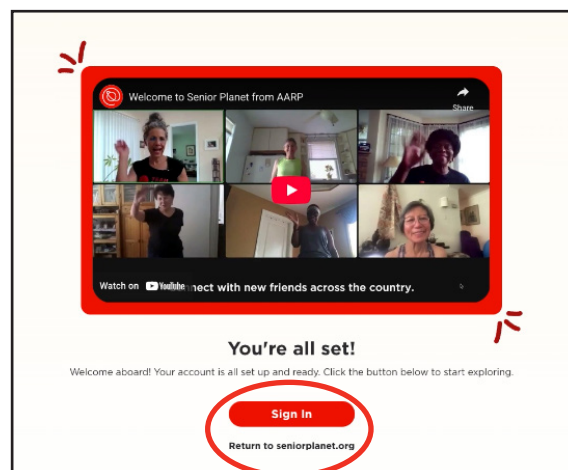 Welcome to Senior Planet from AARP
Share
Watch on YouTube nnect with new friends across the country.
You're all set!
Welcome aboard! Your account is all set up and ready. Click the button below to start exploring.
Sign In
Return to seniorplanet.org